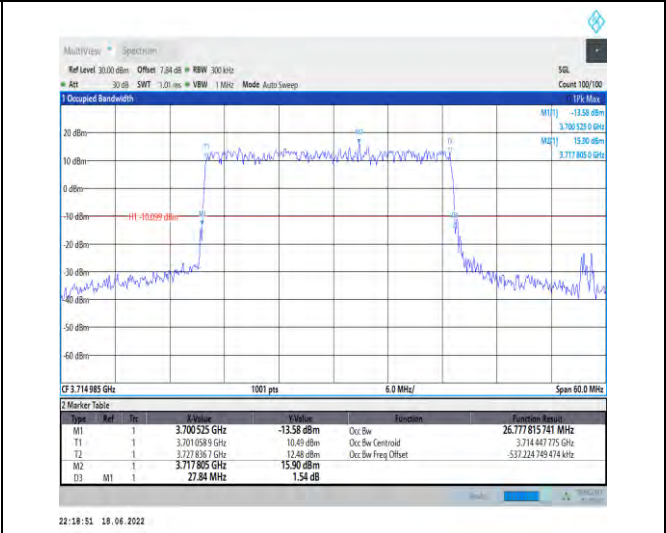 MultiView Spectrum
Ref Level 30.00 dBm Offset 7.84 dB RBW 300 kHz SGL
Att 30 dB SWT 1.01 ms VBW 1 MHz Mode Auto Sweep Count 100/100
1 Occupied Bandwidth 1Pk Max
M1[1] -13.58 dBm
3.700 525 0 GHz
M2[1] 15.90 dBm
3.717 805 0 GHz
20 dBm
10 dBm
0 dBm
-10 dBm H1 -10.099 dBm
-20 dBm
-30 dBm
-40 dBm
-50 dBm
-60 dBm
M1
M2
T1
CF 3.714 985 GHz 1001 pts 6.0 MHz/ Span 60.0 MHz
2 Marker Table
Type Ref Trc X-Value Y-Value Function Function Result
M1 1 3.700 525 GHz -13.58 dBm Occ Bw 26.777 815 741 MHz
T1 1 3.701 058 9 GHz 10.49 dBm Occ Bw Centroid 3.714 447 775 GHz
T2 1 3.727 836 7 GHz 12.48 dBm Occ Bw Freq Offset -537.224 749 474 kHz
M2 1 3.717 805 GHz 15.90 dBm
D3 M1 1 27.84 MHz 1.54 dB
22:18:51 18.06.2022